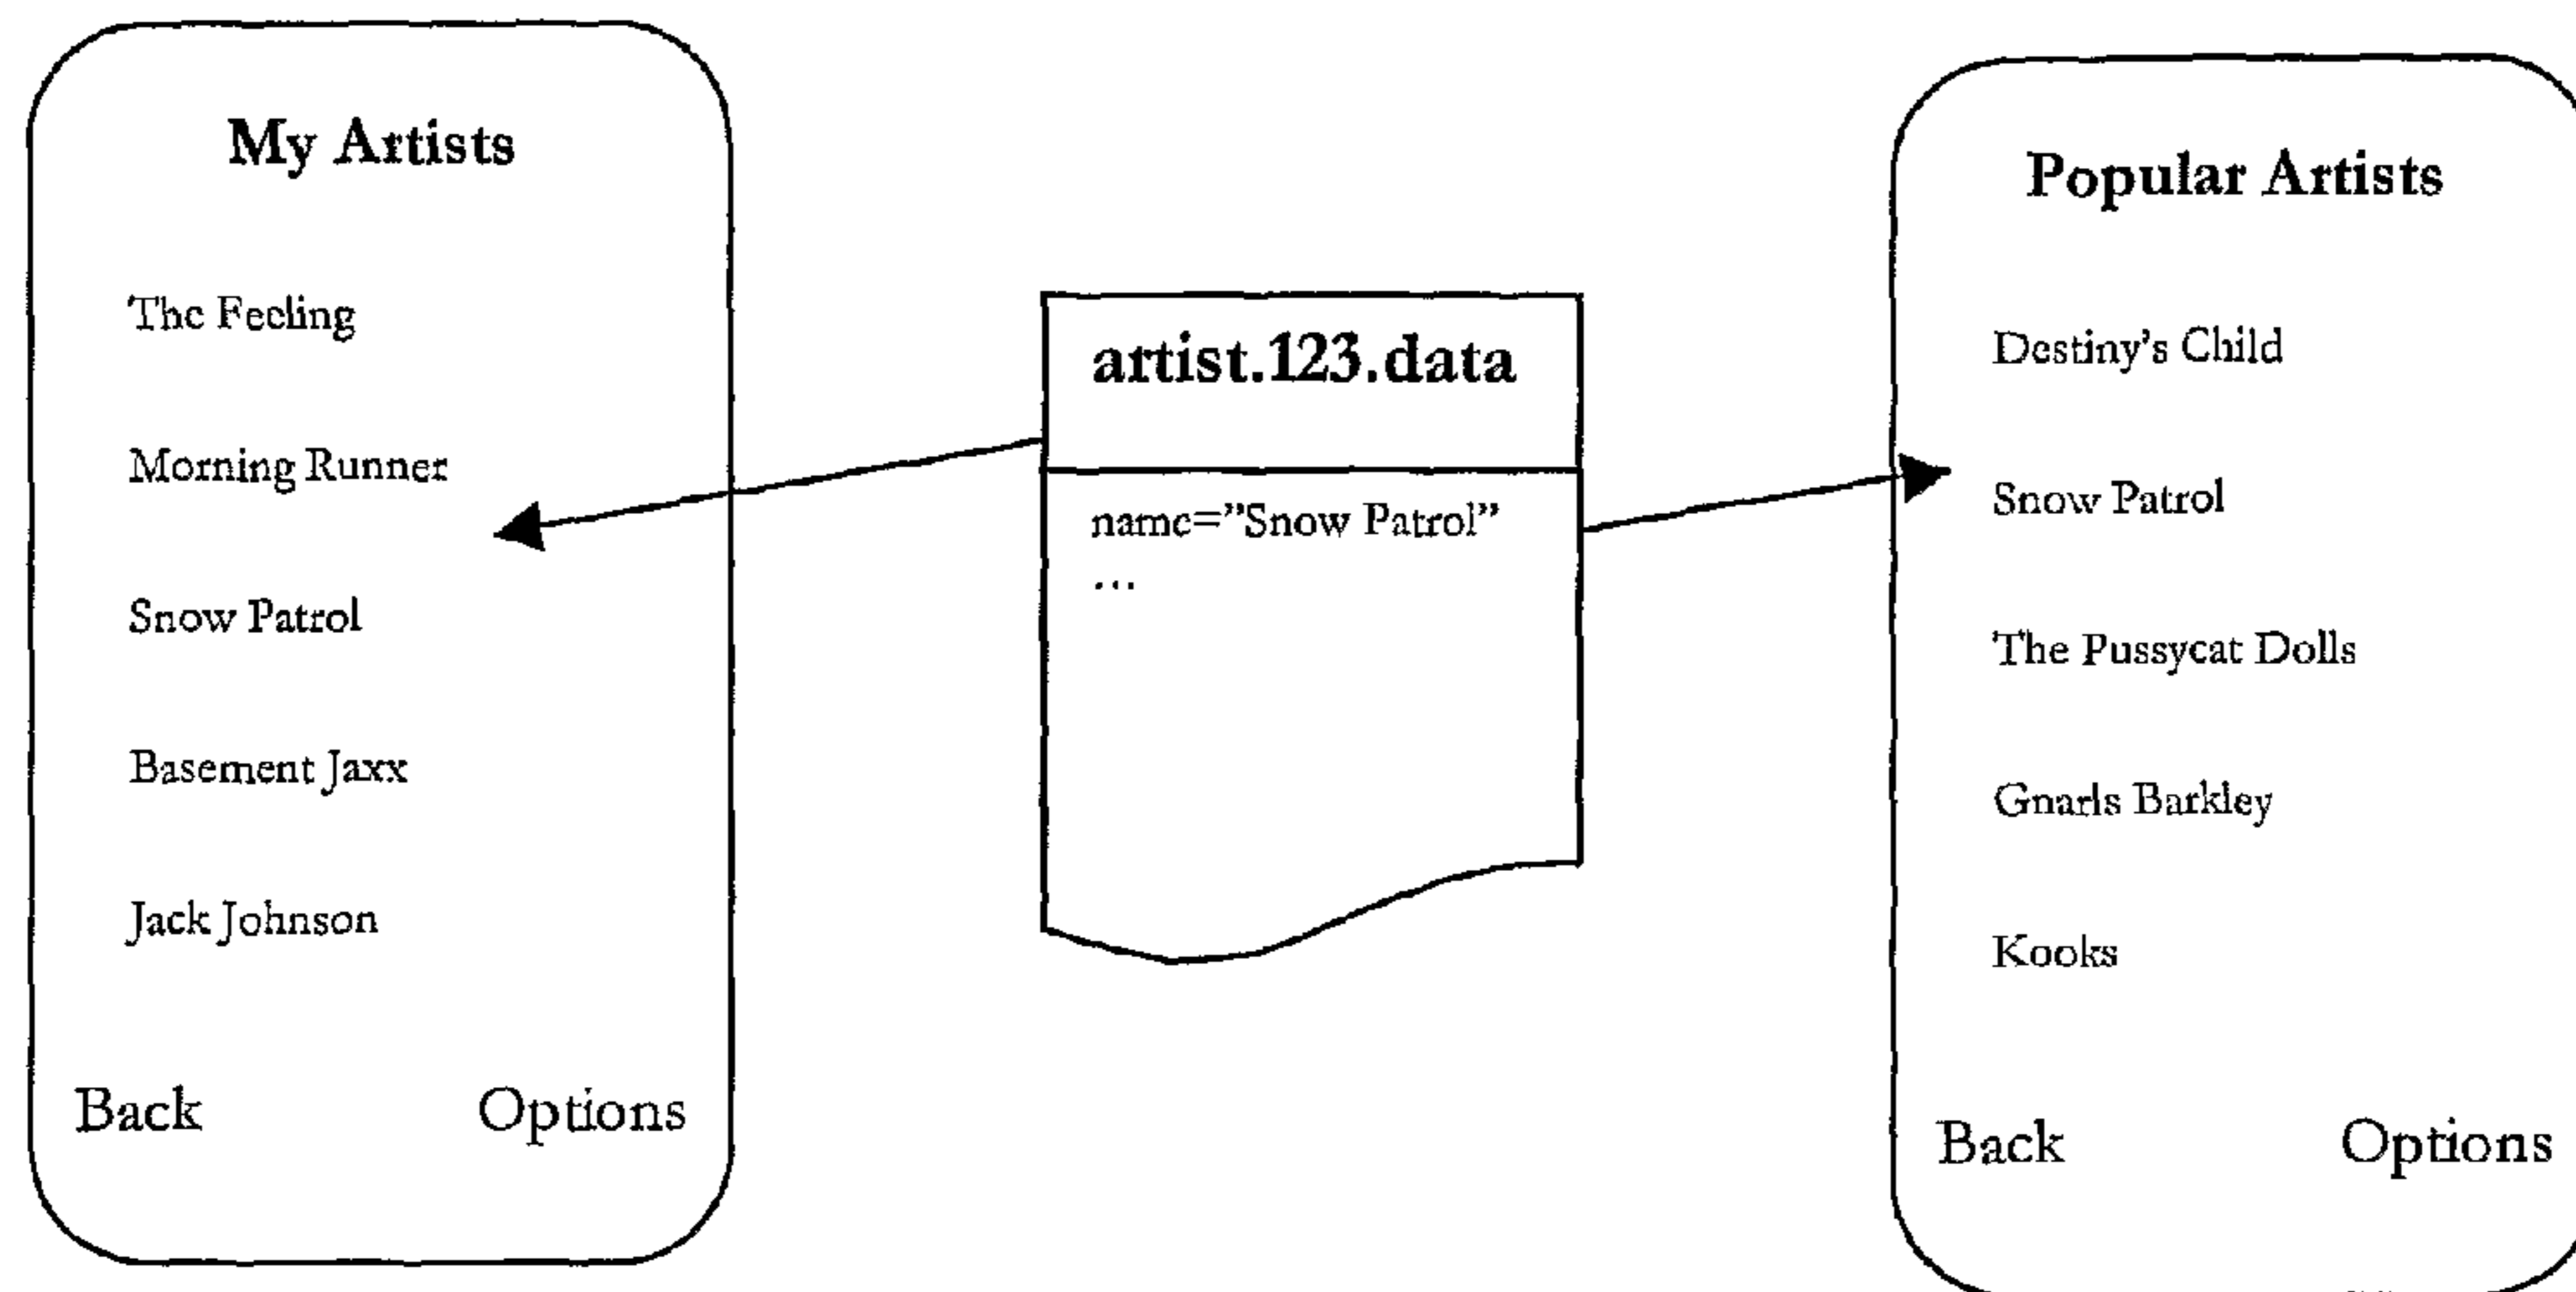 My Artists
The Feeling
Morning Runner
Snow Patrol
Basement Jaxx
Jack Johnson
Back Options
artist.123.data
name=”Snow Patrol”
...
Popular Artists
Destiny's Child
Snow Patrol
The Pussycat Dolls
Gnarls Barkley
Kooks
Back Options